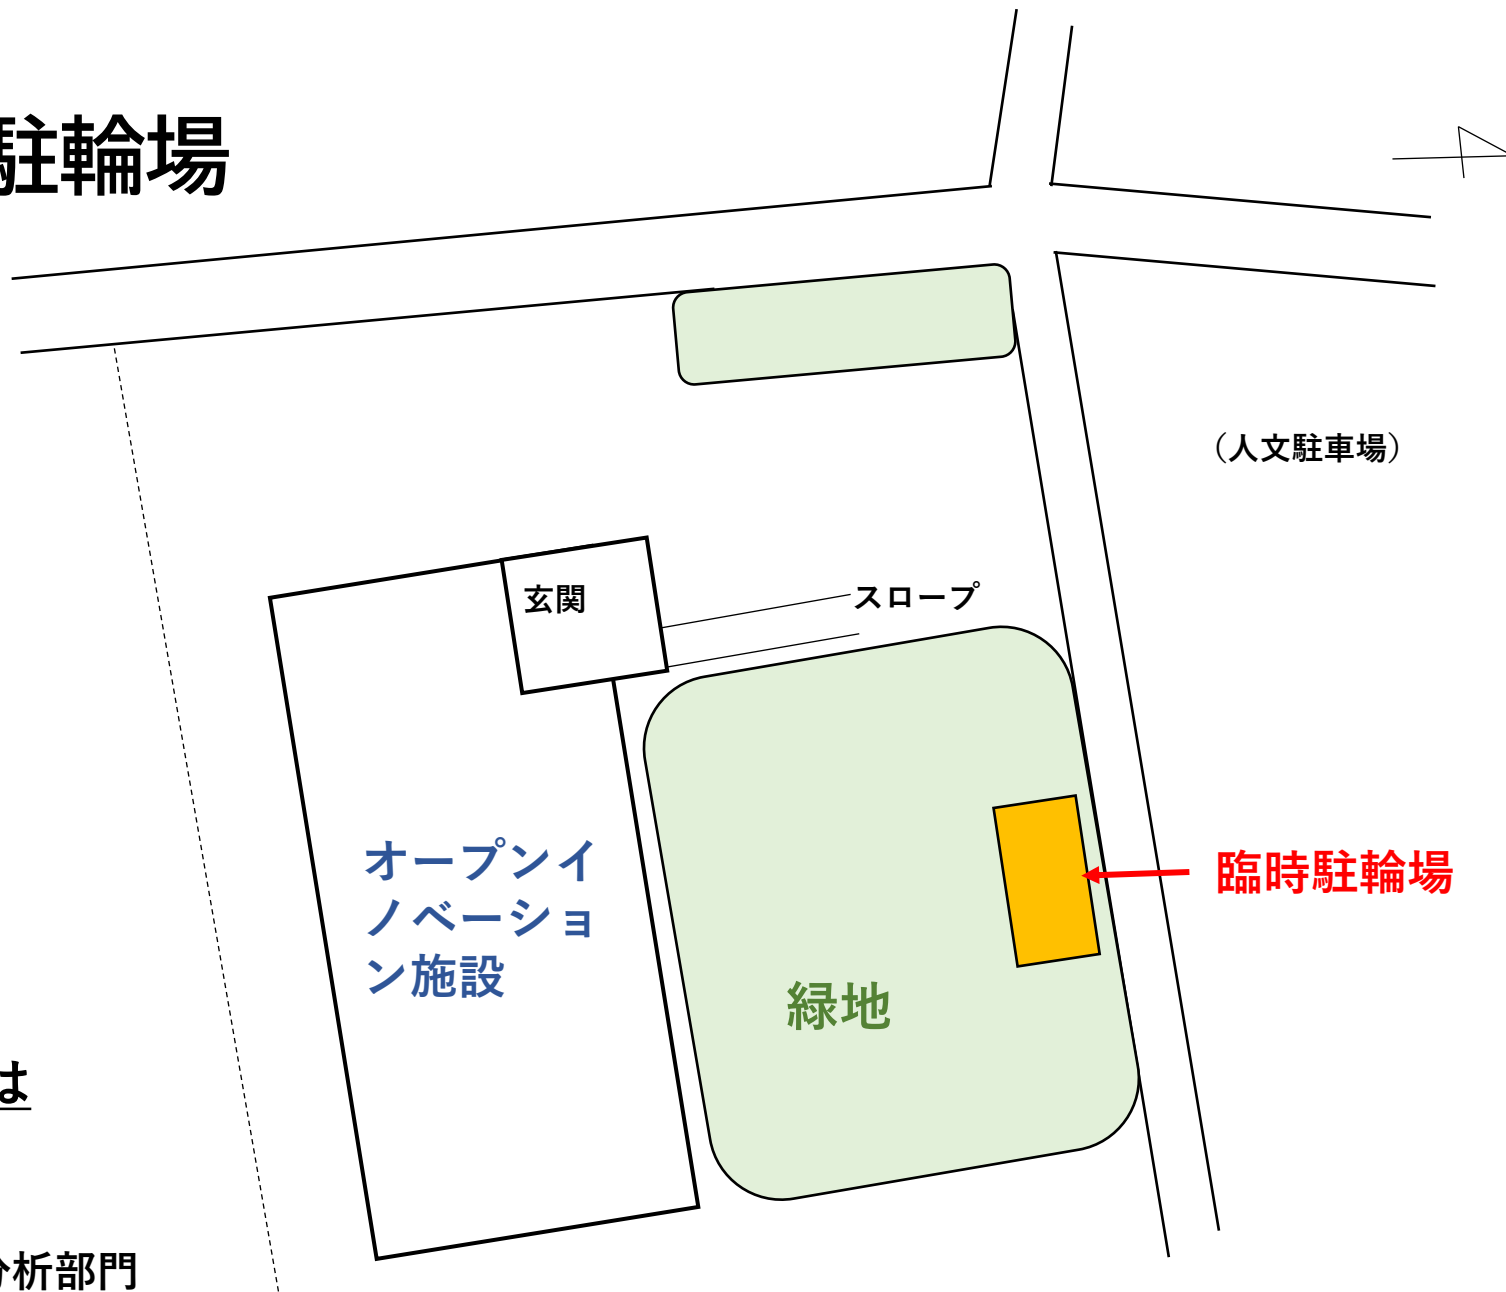 駐輪場
（人文駐車場）
玄関
スロープ
オープンイ
ノベーショ
ン施設
臨時駐輪場
緑地
は
分析部門